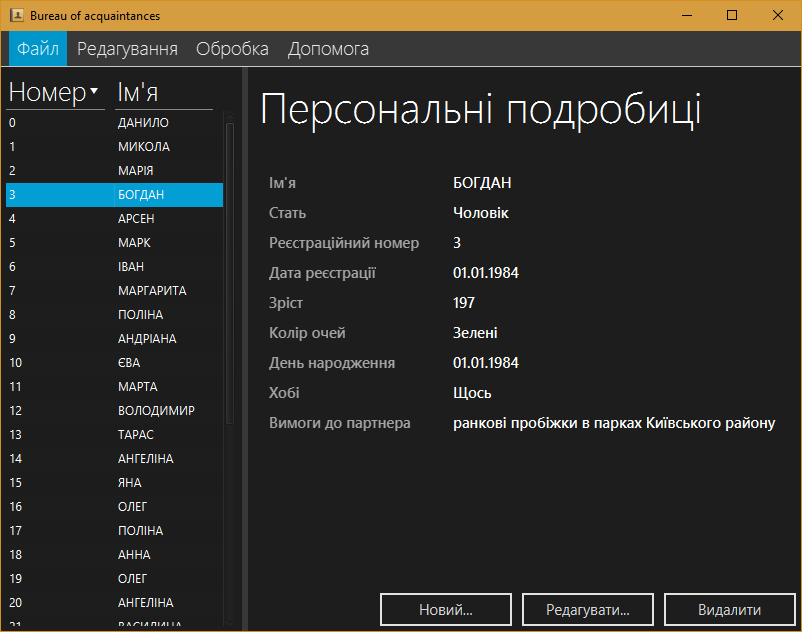 Bureau of acquaintances
Файл Редагування Обробка Допомога
Номер Ім'я
0 ДАНИЛО
1 МИКОЛА
2 МАРІЯ
3 БОГДАН
4 АРСЕН
5 МАРК
6 ІВАН
7 МАРГАРИТА
8 ПОЛІНА
9 АНДРІАНА
10 ЄВА
11 МАРТА
12 ВОЛОДИМИР
13 ТАРАС
14 АНГЕЛІНА
15 ЯНА
16 ОЛЕГ
17 ПОЛІНА
18 АННА
19 ОЛЕГ
20 АНГЕЛІНА
21 ВАСИЛИНА
Персональні подробиці
Ім'я БОГДАН
Стать Чоловік
Реєстраційний номер 3
Дата реєстрації 01.01.1984
Зріст 197
Колір очей Зелені
День народження 01.01.1984
Хобі Щось
Вимоги до партнера ранкові пробіжки в парках Київського району
Новий... Редагувати... Видалити